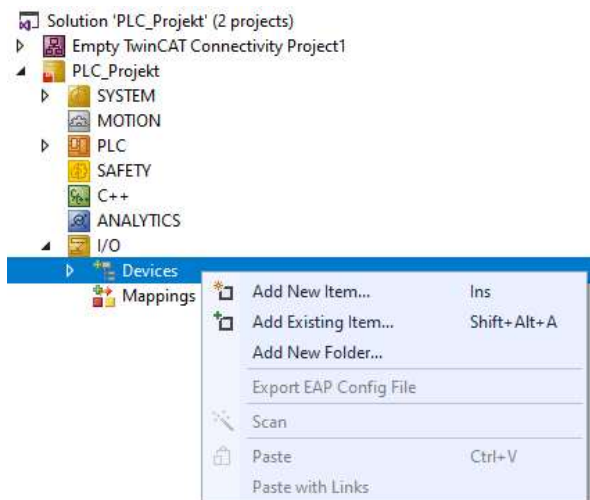 Solution 'PLC_Projekt' (2 projects)
Empty TwinCAT Connectivity Project1
PLC_Projekt
SYSTEM
MOTION
PLC
SAFETY
C++
ANALYTICS
I/O
Devices
Mappings
Add New Item... Ins
Add Existing Item... Shift+Alt+A
Add New Folder...
Export EAP Config File
Scan
Paste Ctrl+V
Paste with Links